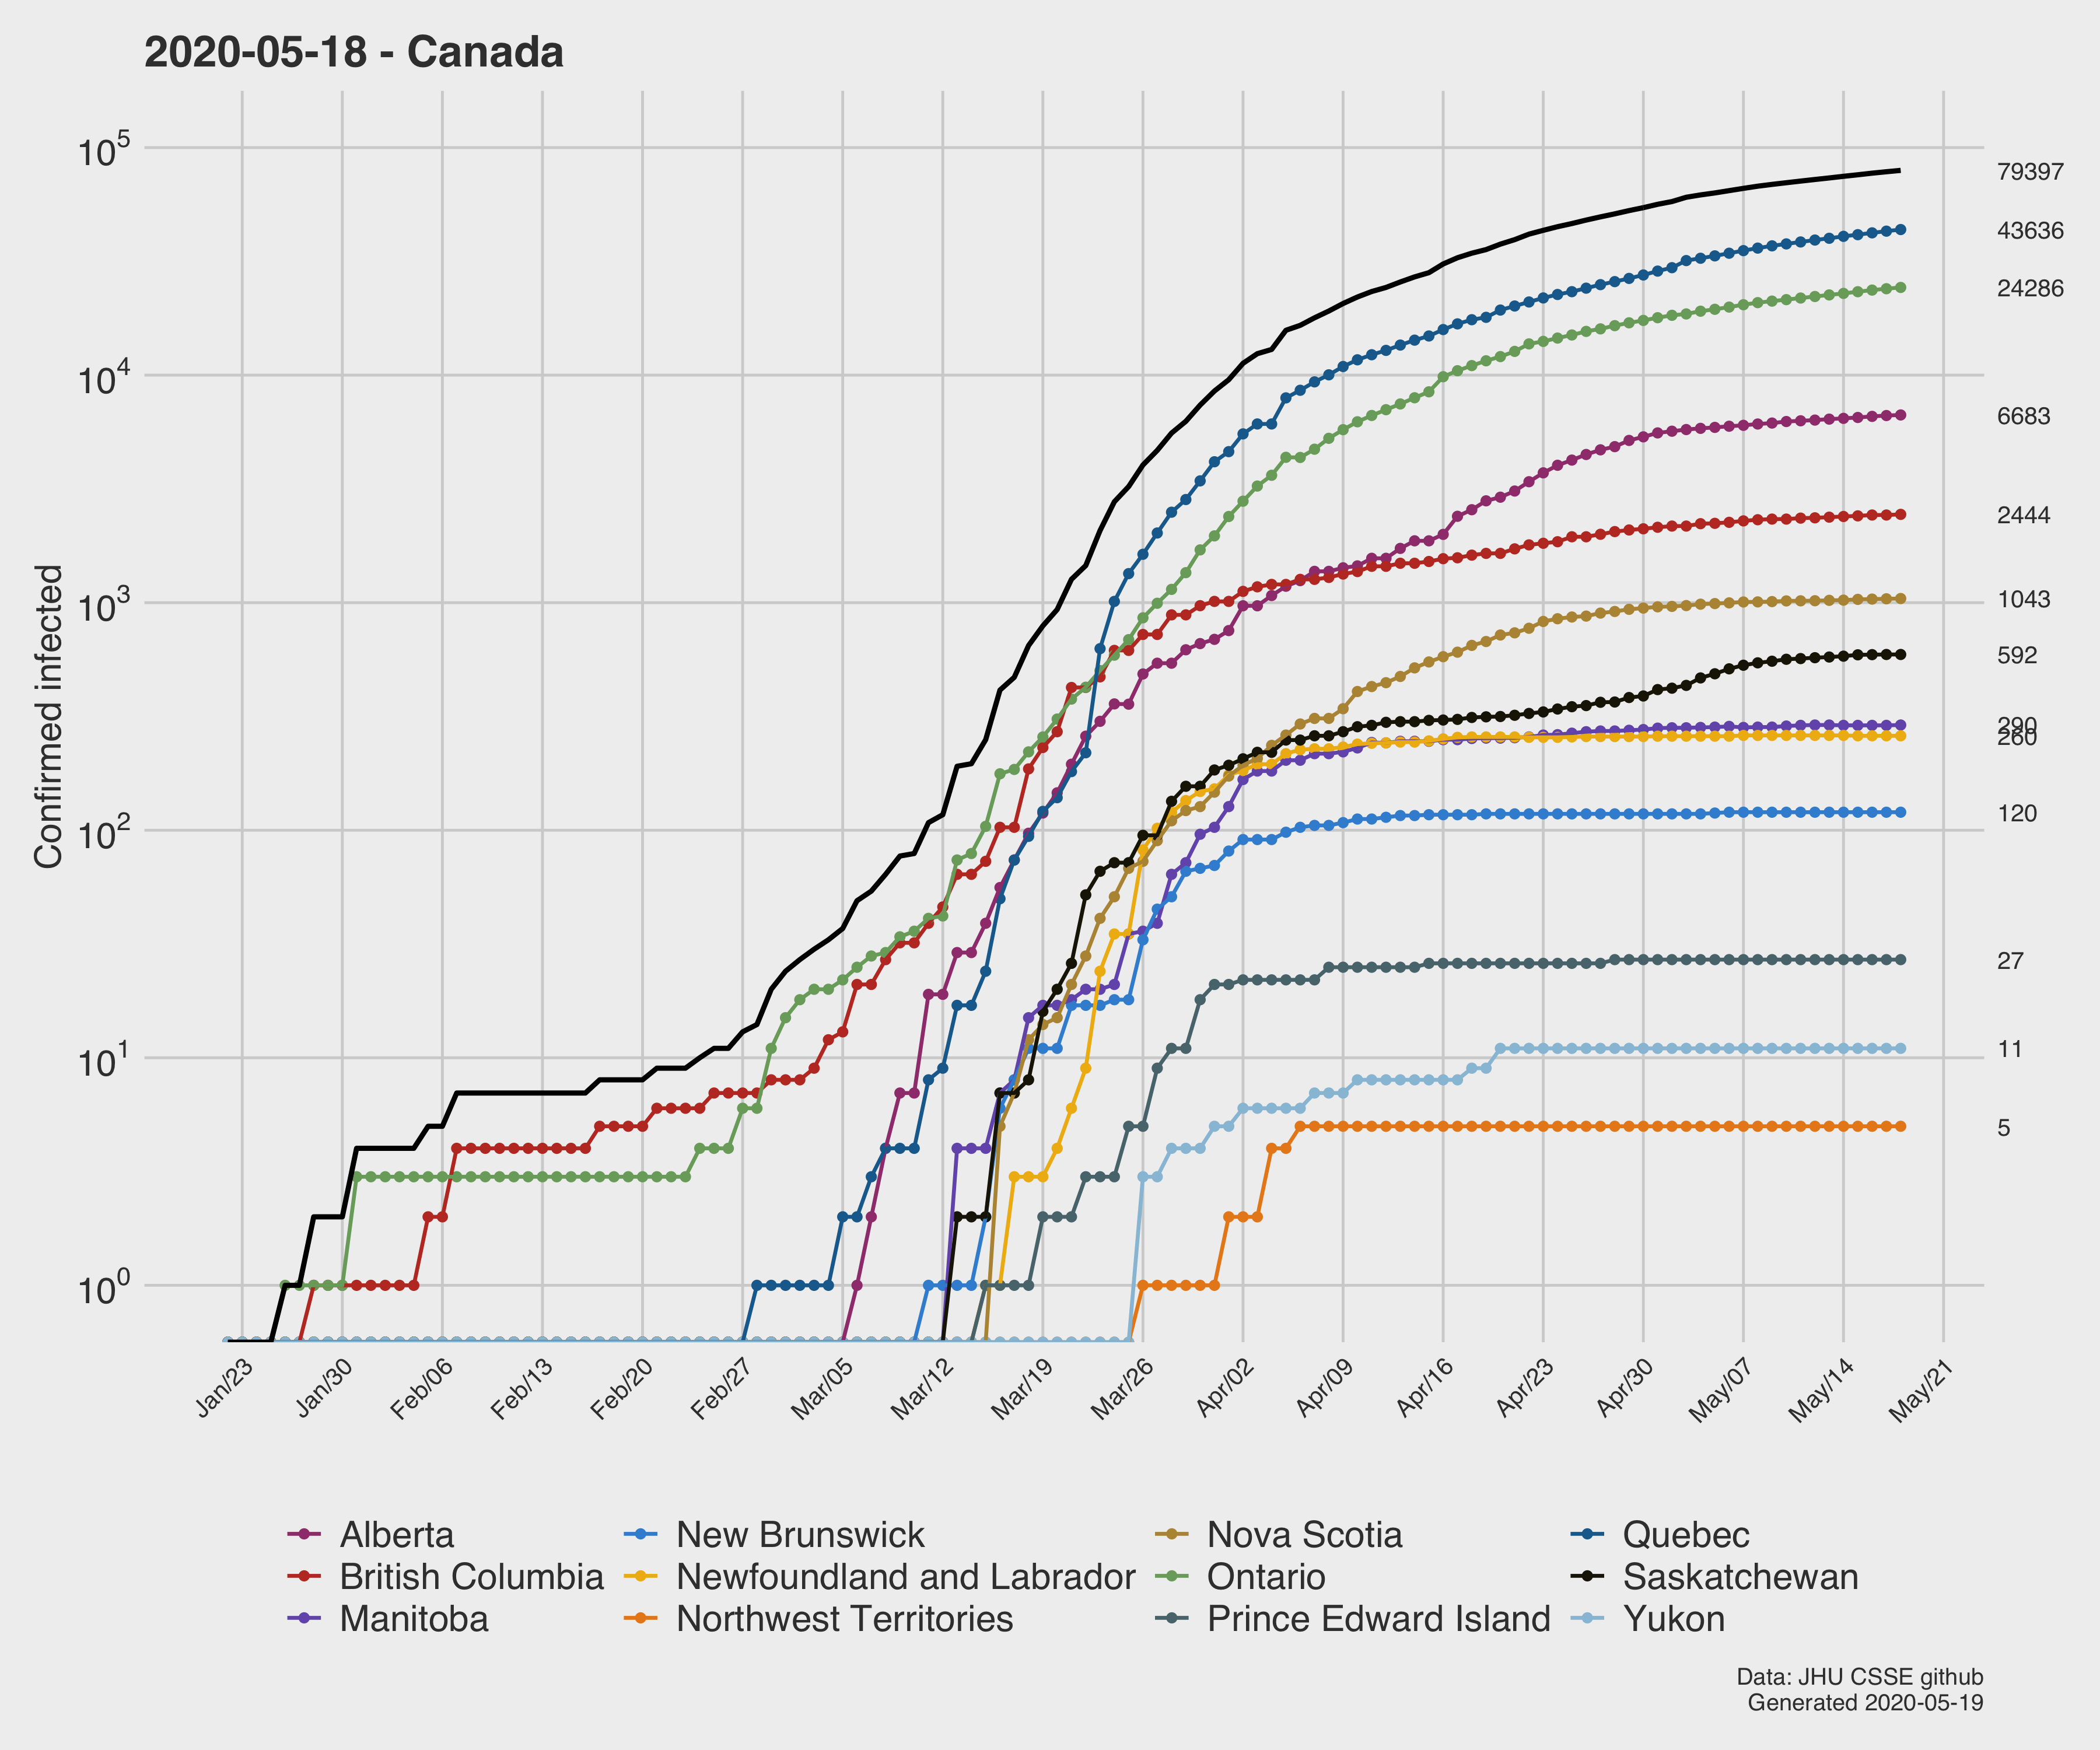 2020-05-18 - Canada
Confirmed infected
10^5
10^4
10^3
10^2
10^1
10^0
79397
43636
24286
6683
2444
1043
592
290
260
120
27
11
5
Jan/23
Jan/30
Feb/06
Feb/13
Feb/20
Feb/27
Mar/05
Mar/12
Mar/19
Mar/26
Apr/02
Apr/09
Apr/16
Apr/23
Apr/30
May/07
May/14
May/21
Alberta New Brunswick Nova Scotia Quebec
British Columbia Newfoundland and Labrador Ontario Saskatchewan
Manitoba Northwest Territories Prince Edward Island Yukon
Data: JHU CSSE github
Generated 2020-05-19